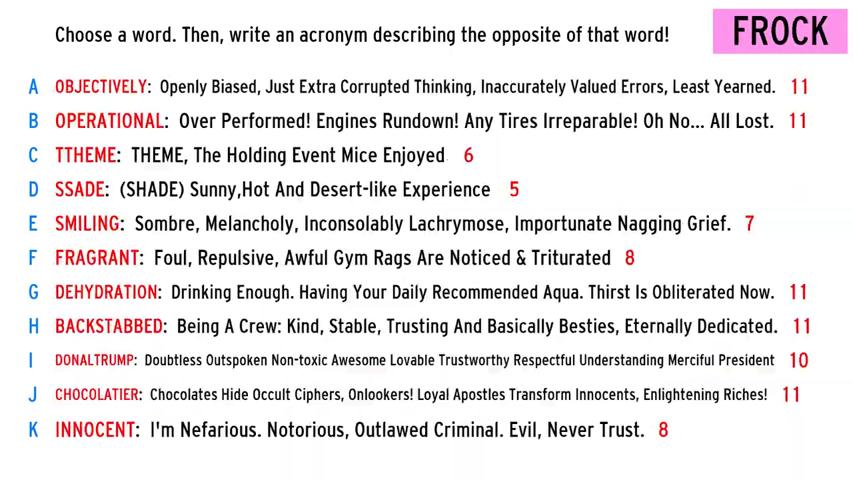 Choose a word. Then, write an acronym describing the opposite of that word!
FROCK
A OBJECTIVELY: Openly Biased, Just Extra Corrupted Thinking, Inaccurately Valued Errors, Least Yearned. 11
B OPERATIONAL: Over Performed! Engines Rundown! Any Tires Irreparable! Oh No... All Lost. 11
C TTHEME: THEME, The Holding Event Mice Enjoyed 6
D SSADE: (SHADE) Sunny,Hot And Desert-like Experience 5
E SMILING: Sombre, Melancholy, Inconsolably Lachrymose, Importunate Nagging Grief. 7
F FRAGRANT: Foul, Repulsive, Awful Gym Rags Are Noticed & Triturated 8
G DEHYDRATION: Drinking Enough. Having Your Daily Recommended Aqua. Thirst Is Obliterated Now. 11
H BACKSTABBED: Being A Crew: Kind, Stable, Trusting And Basically Besties, Eternally Dedicated. 11
I DONALTRUMP: Doubtless Outspoken Non-toxic Awesome Lovable Trustworthy Respectful Understanding Merciful President 10
J CHOCOLATIER: Chocolates Hide Occult Ciphers, Onlookers! Loyal Apostles Transform Innocents, Enlightening Riches! 11
K INNOCENT: I'm Nefarious. Notorious, Outlawed Criminal. Evil, Never Trust. 8